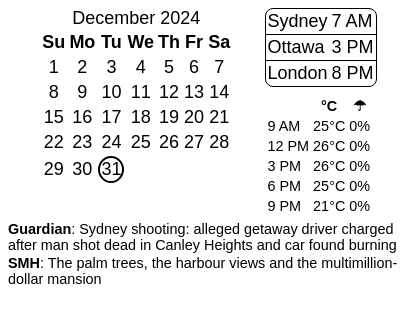 December 2024
Su Mo Tu We Th Fr Sa
1 2 3 4 5 6 7
8 9 10 11 12 13 14
15 16 17 18 19 20 21
22 23 24 25 26 27 28
29 30 31
Sydney 7 AM
Ottawa 3 PM
London 8 PM
°C ☂
9 AM 25°C 0%
12 PM 26°C 0%
3 PM 26°C 0%
6 PM 25°C 0%
9 PM 21°C 0%
Guardian: Sydney shooting: alleged getaway driver charged
after man shot dead in Canley Heights and car found burning
SMH: The palm trees, the harbour views and the multimillion-
dollar mansion